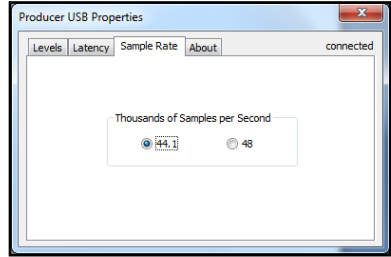 Producer USB Properties
Levels Latency Sample Rate About connected
Thousands of Samples per Second
44.1 48